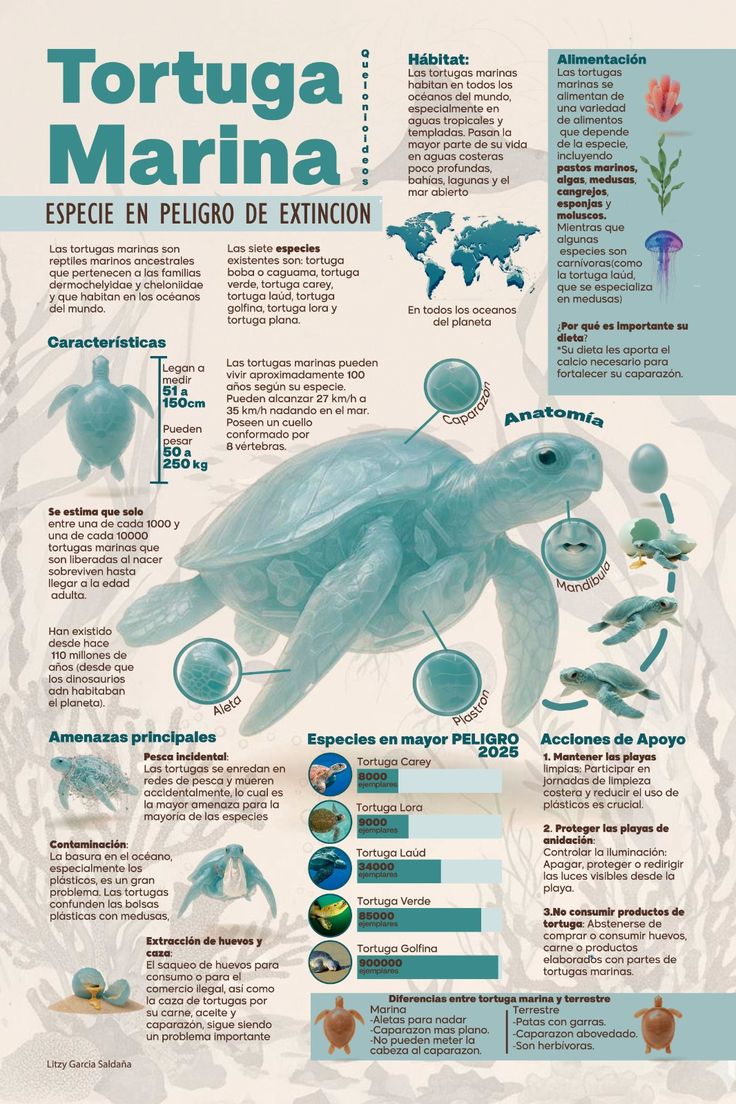 Tortuga
Marina
Quelonioideos
ESPECIE EN PELIGRO DE EXTINCION
Las tortugas marinas son
reptiles marinos ancestrales
que pertenecen a las familias
dermochelyidae y cheloniidae
y que habitan en los océanos
del mundo.
Las siete especies
existentes son: tortuga
boba o caguama, tortuga
verde, tortuga carey,
tortuga laúd, tortuga
golfina, tortuga lora y
tortuga plana.
Hábitat:
Las tortugas marinas
habitan en todos los
océanos del mundo,
especialmente en
aguas tropicales y
templadas. Pasan la
mayor parte de su vida
en aguas costeras
poco profundas,
bahías, lagunas y el
mar abierto
En todos los oceanos
del planeta
Alimentación
Las tortugas
marinas se
alimentan de
una variedad
de alimentos
que depende
de la especie,
incluyendo
pastos marinos,
algas, medusas,
cangrejos,
esponjas y
moluscos.
Mientras que
algunas
especies son
carnívoras(como
la tortuga laúd,
que se especializa
en medusas)
¿Por qué es importante su
dieta?
*Su dieta les aporta el
calcio necesario para
fortalecer su caparazón.
Características
Legan a
medir
51 a
150cm
Pueden
pesar
50 a
250 kg
Las tortugas marinas pueden
vivir aproximadamente 100
años según su especie.
Pueden alcanzar 27 km/h a
35 km/h nadando en el mar.
Poseen un cuello
conformado por
8 vértebras.
Se estima que solo
entre una de cada 1000 y
una de cada 10000
tortugas marinas que
son liberadas al nacer
sobreviven hasta
llegar a la edad
adulta.
Han existido
desde hace
110 millones de
años (desde que
los dinosaurios
adn habitaban
el planeta).
Anatomía
Caparazón
Mandibula
Aleta
Plastron
Amenazas principales
Pesca incidental:
Las tortugas se enredan en
redes de pesca y mueren
accidentalmente, lo cual es
la mayor amenaza para la
mayoría de las especies
Contaminación:
La basura en el océano,
especialmente los
plásticos, es un gran
problema. Las tortugas
confunden las bolsas
plásticas con medusas,
Extracción de huevos y
caza:
El saqueo de huevos para
consumo o para el
comercio ilegal, así como
la caza de tortugas por
su carne, aceite y
caparazón, sigue siendo
un problema importante
Especies en mayor PELIGRO
2025
Tortuga Carey
8000
ejemplares
Tortuga Lora
9000
ejemplares
Tortuga Laúd
34000
ejemplares
Tortuga Verde
85000
ejemplares
Tortuga Golfina
900000
ejemplares
Acciones de Apoyo
1. Mantener las playas
limpias: Participar en
jornadas de limpieza
costera y reducir el uso de
plásticos es crucial.
2. Proteger las playas de
anidación:
Controlar la iluminación:
Apagar, proteger o redirigir
las luces visibles desde la
playa.
3.No consumir productos de
tortuga: Abstenerse de
comprar o consumir huevos,
carne o productos
elaborados con partes de
tortugas marinas.
Diferencias entre tortuga marina y terrestre
Marina
-Aletas para nadar
-Caparazon mas plano.
-No pueden meter la
cabeza al caparazon.
Terrestre
-Patas con garras.
-Caparazon abovedado.
-Son herbívoras.
Litzy Garcia Saldaña